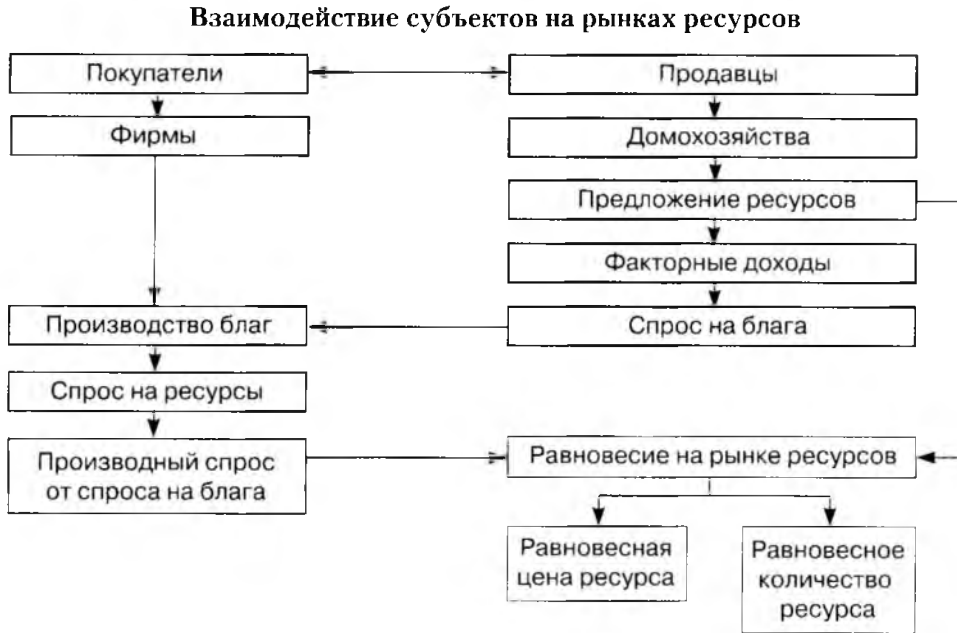 Взаимодействие субъектов на рынках ресурсов
Покупатели
Продавцы
Фирмы
Домохозяйства
Предложение ресурсов
Факторные доходы
Производство благ
Спрос на блага
Спрос на ресурсы
Производный спрос
от спроса на блага
Равновесие на рынке ресурсов
Равновесная
цена ресурса
Равновесное
количество
ресурса